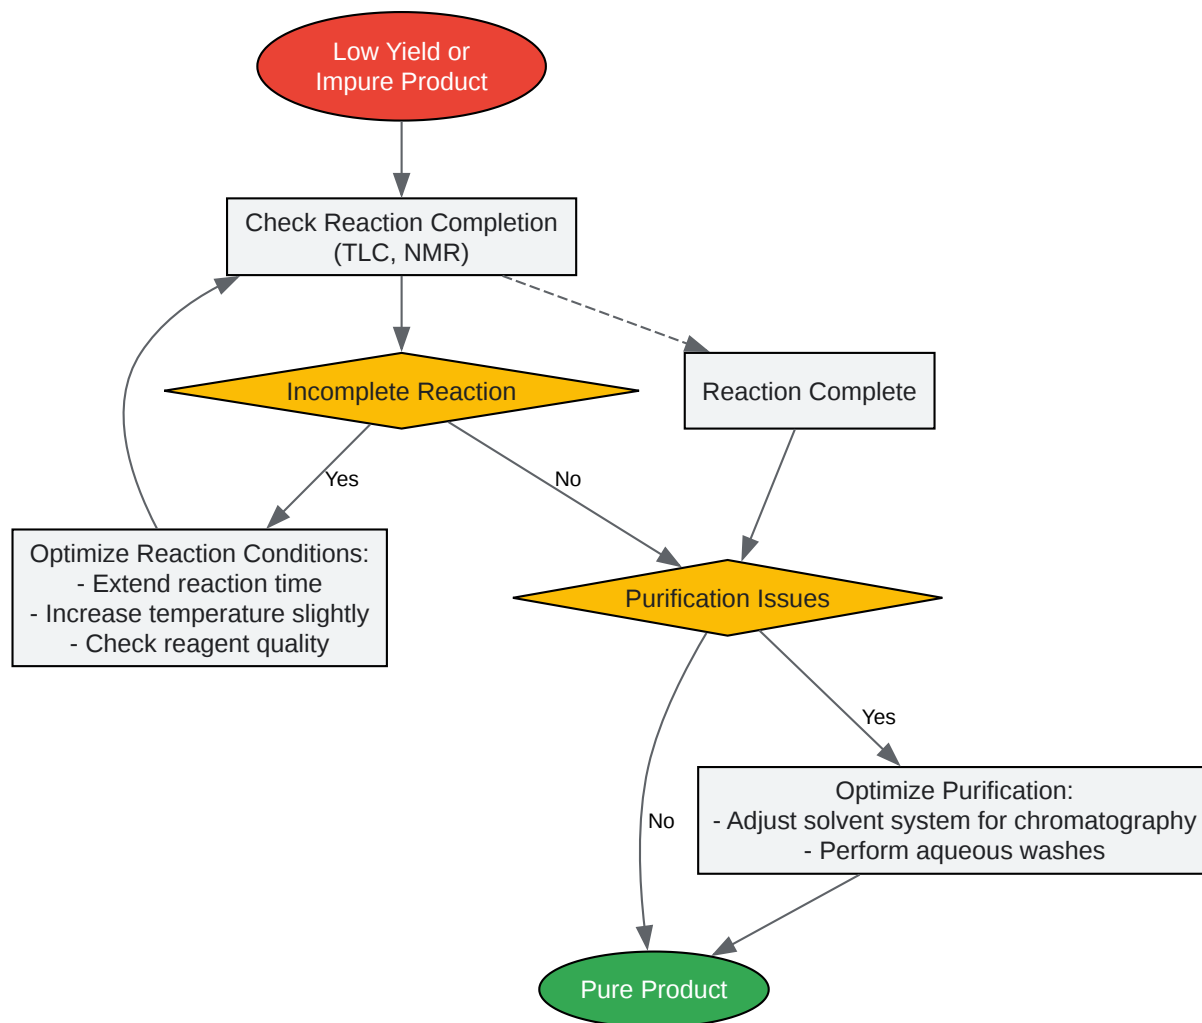 Low Yield or
Impure Product
Check Reaction Completion
(TLC, NMR)
Incomplete Reaction
Reaction Complete
Yes
No
Optimize Reaction Conditions:
- Extend reaction time
- Increase temperature slightly
- Check reagent quality
Purification Issues
Yes
No
Optimize Purification:
- Adjust solvent system for chromatography
- Perform aqueous washes
Pure Product